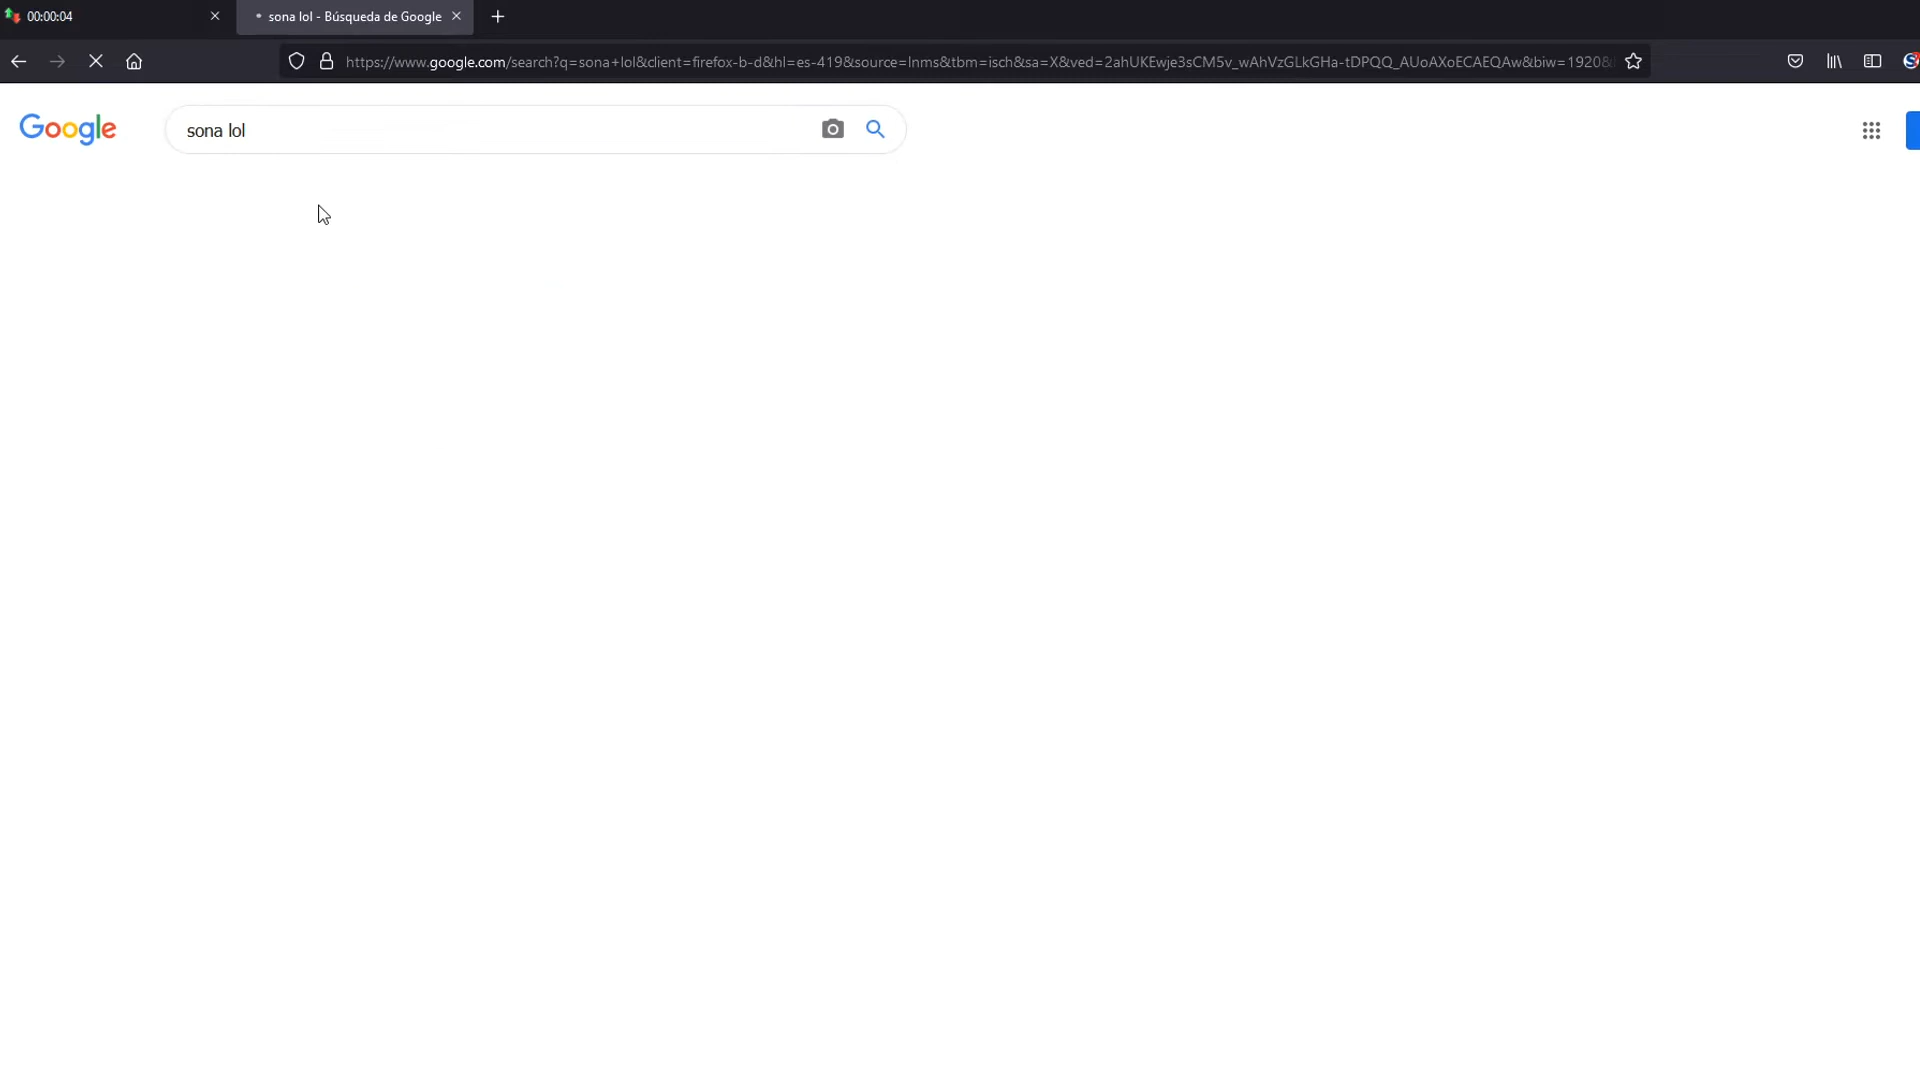 00:00:04
sona lol - Búsqueda de Google
https://www.google.com/search?q=sona+lol&client=firefox-b-d&hl=es-419&source=lnms&tbm=isch&sa=X&ved=2ahUKEwje3sCM5v_wAhVzGLkGHa-tDPQQ_AUoAXoECAEQAw&biw=1920&
Google
sona lol